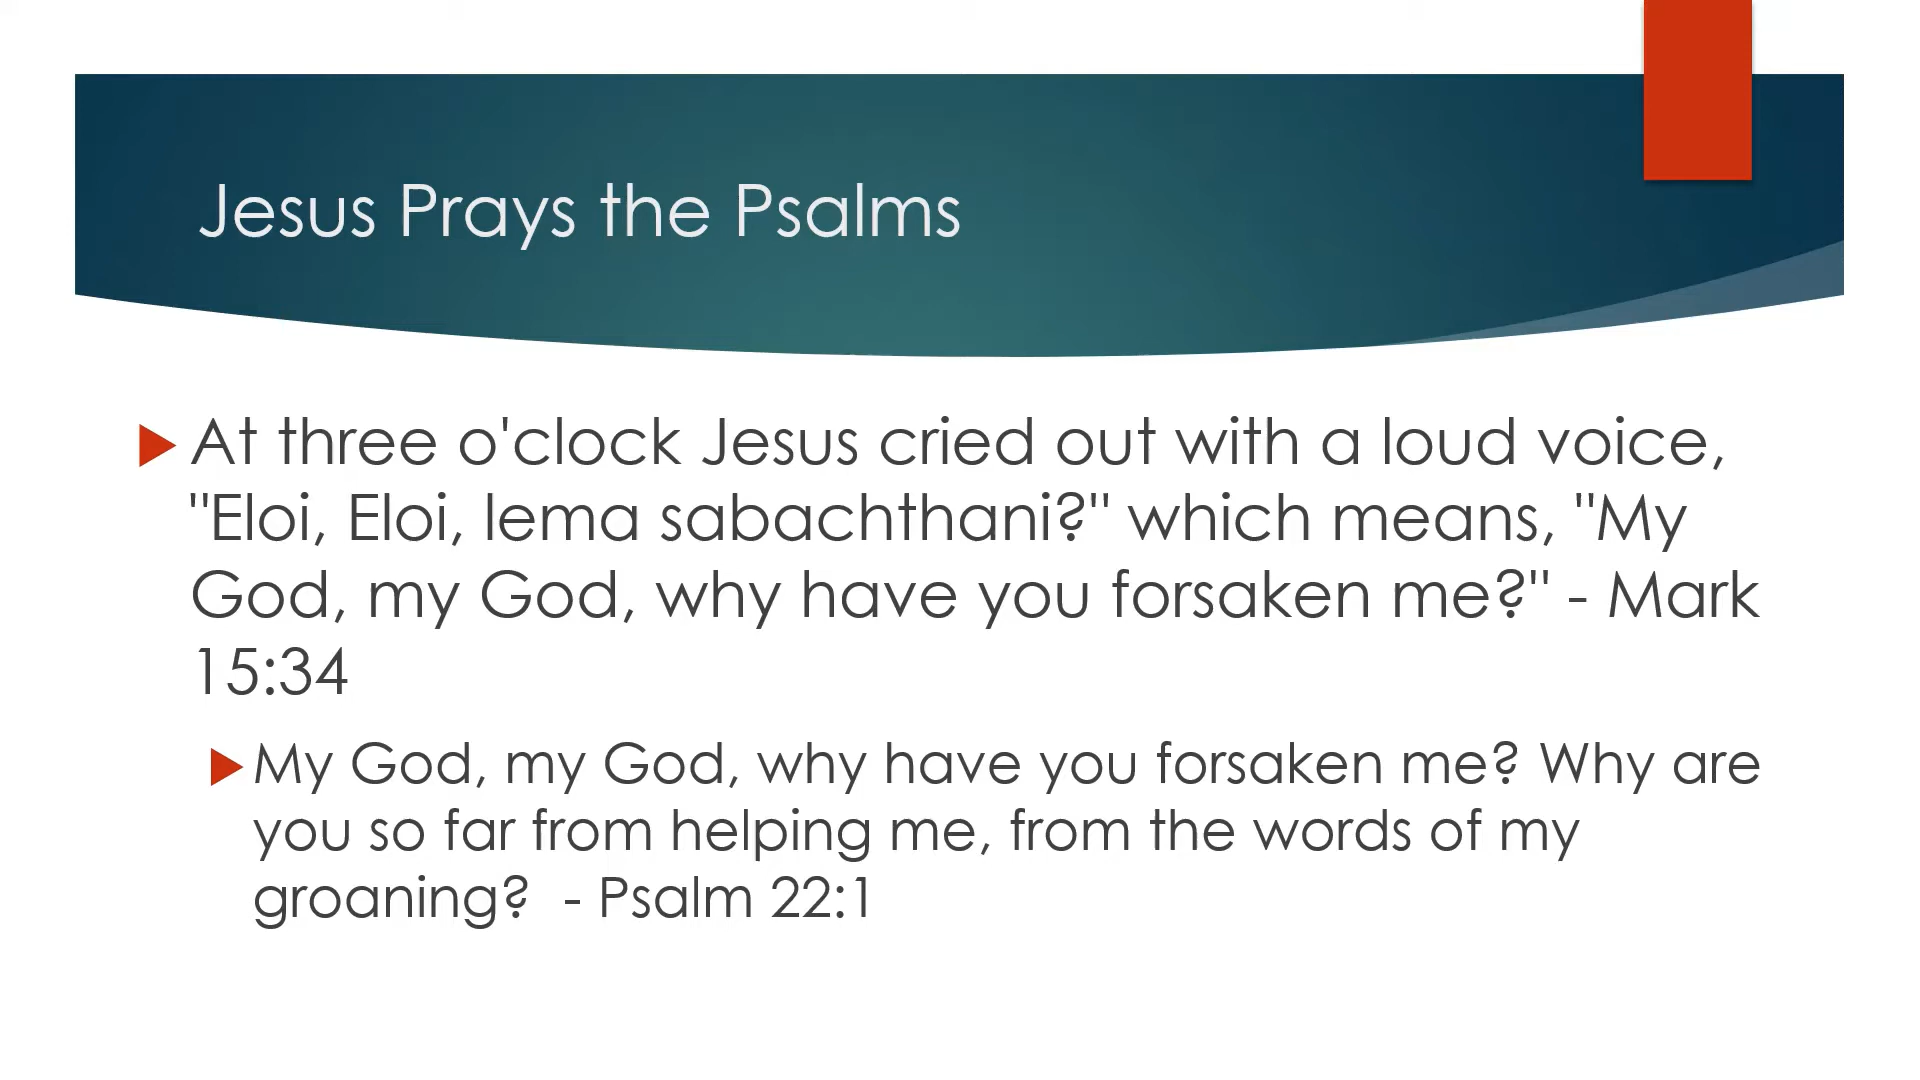 Jesus Prays the Psalms
At three o'clock Jesus cried out with a loud voice,
"Eloi, Eloi, lema sabachthani?" which means, "My
God, my God, why have you forsaken me?" - Mark
15:34
My God, my God, why have you forsaken me? Why are
you so far from helping me, from the words of my
groaning?  - Psalm 22:1